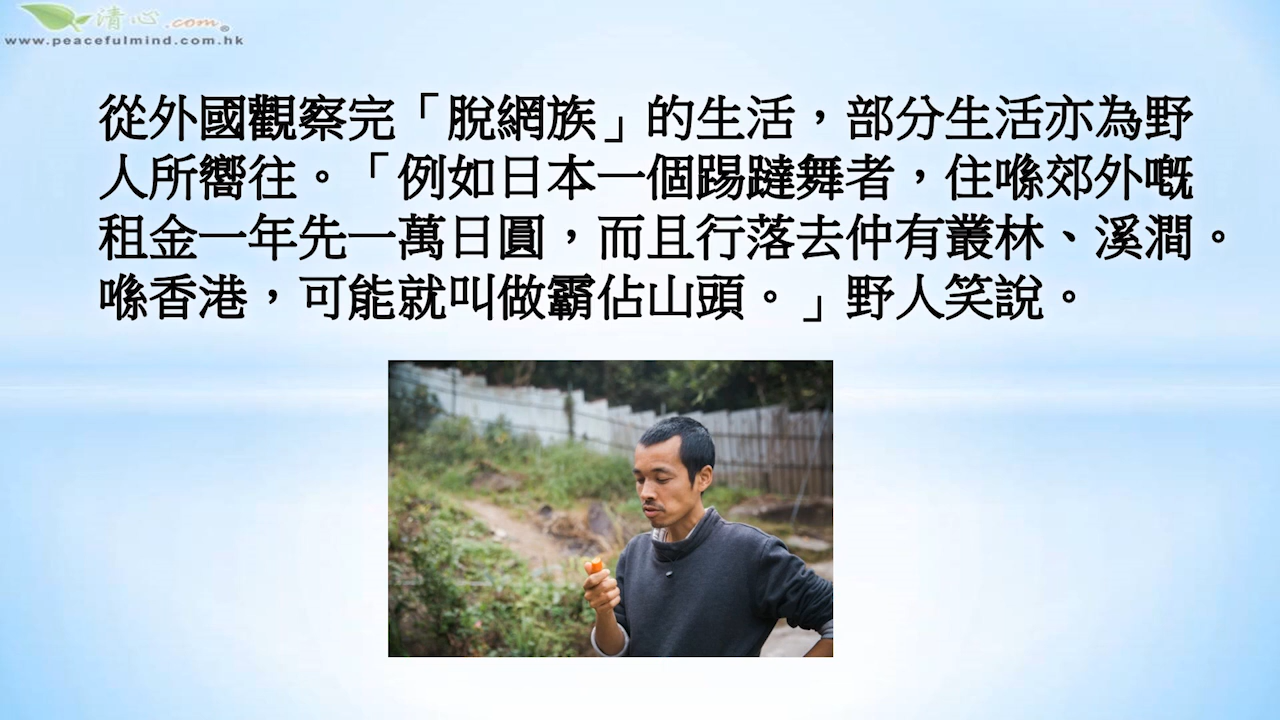 清心.com
www.peacefulmind.com.hk
從外國觀察完「脫網族」的生活，部分生活亦為野
人所嚮往。「例如日本一個踢躂舞者，住喺郊外嘅
租金一年先一萬日圓，而且行落去仲有叢林、溪澗。
喺香港，可能就叫做霸佔山頭。」野人笑說。